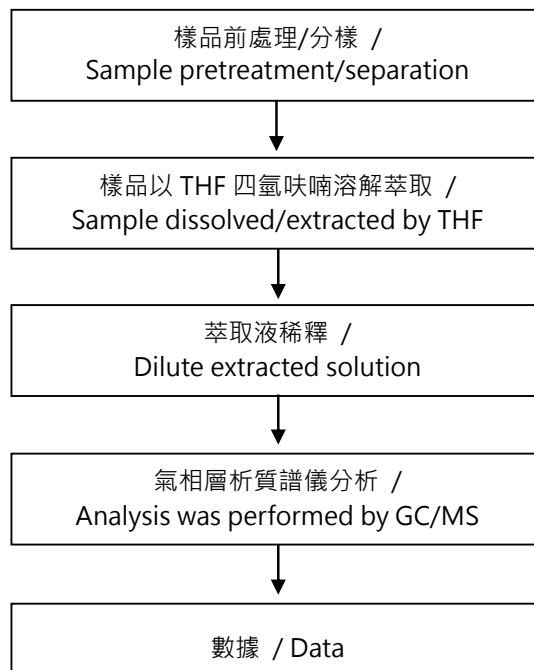 樣品前處理/分樣 /
Sample pretreatment/separation
樣品以 THF 四氫呋喃溶解萃取 /
Sample dissolved/extracted by THF
萃取液稀釋 /
Dilute extracted solution
氣相層析質譜儀分析 /
Analysis was performed by GC/MS
數據 / Data